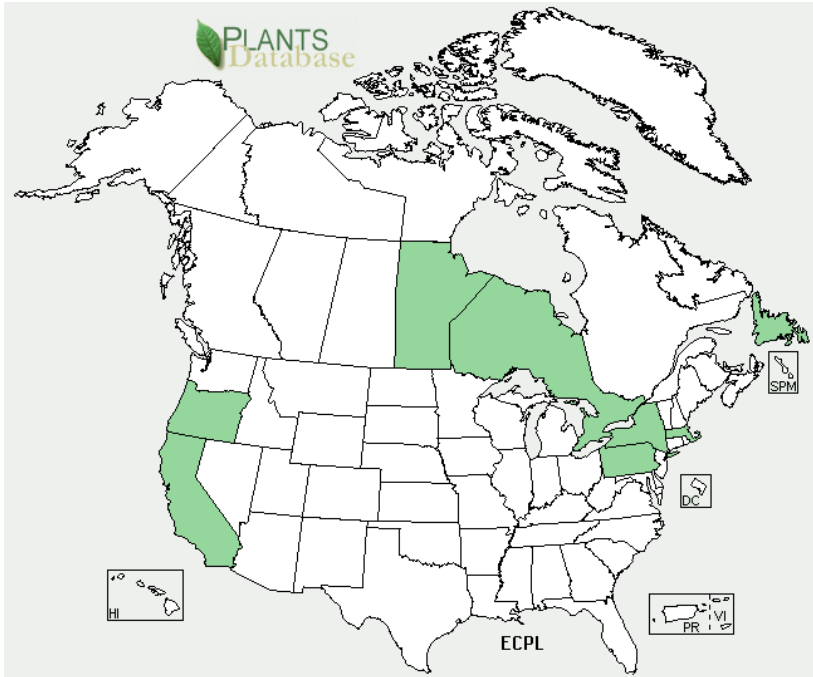 PLANTS
Database
SPM
DC
HI
PR
VI
ECPL